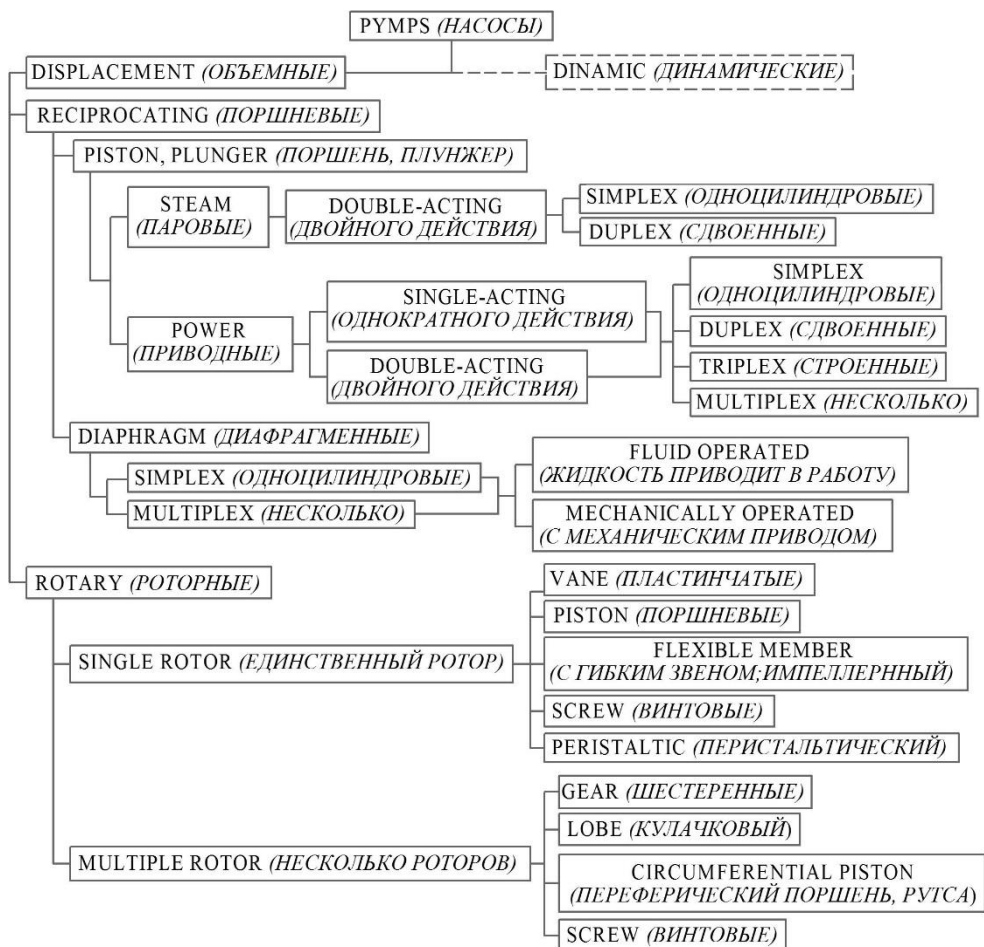 PYMPS (НАСОСЫ)
DISPLACEMENT (ОБЪЕМНЫЕ)
DINAMIC (ДИНАМИЧЕСКИЕ)
RECIPROCATING (ПОРШНЕВЫЕ)
PISTON, PLUNGER (ПОРШЕНЬ, ПЛУНЖЕР)
STEAM
(ПАРОВЫЕ)
DOUBLE-ACTING
(ДВОЙНОГО ДЕЙСТВИЯ)
SIMPLEX (ОДНОЦИЛИНДРОВЫЕ)
DUPLEX (СДВОЕННЫЕ)
POWER
(ПРИВОДНЫЕ)
SINGLE-ACTING
(ОДНОКРАТНОГО ДЕЙСТВИЯ)
DOUBLE-ACTING
(ДВОЙНОГО ДЕЙСТВИЯ)
SIMPLEX
(ОДНОЦИЛИНДРОВЫЕ)
DUPLEX (СДВОЕННЫЕ)
TRIPLEX (СТРОЕННЫЕ)
MULTIPLEX (НЕСКОЛЬКО)
DIAPHRAGM (ДИАФРАГМЕННЫЕ)
SIMPLEX (ОДНОЦИЛИНДРОВЫЕ)
MULTIPLEX (НЕСКОЛЬКО)
FLUID OPERATED
(ЖИДКОСТЬ ПРИВОДИТ В РАБОТУ)
MECHANICALLY OPERATED
(С МЕХАНИЧЕСКИМ ПРИВОДОМ)
ROTARY (РОТОРНЫЕ)
SINGLE ROTOR (ЕДИНСТВЕННЫЙ РОТОР)
VANE (ПЛАСТИНЧАТЫЕ)
PISTON (ПОРШНЕВЫЕ)
FLEXIBLE MEMBER
(С ГИБКИМ ЗВЕНОМ;ИМПЕЛЛЕРННЫЙ)
SCREW (ВИНТОВЫЕ)
PERISTALTIC (ПЕРИСТАЛЬТИЧЕСКИЙ)
MULTIPLE ROTOR (НЕСКОЛЬКО РОТОРОВ)
GEAR (ШЕСТЕРЕННЫЕ)
LOBE (КУЛАЧКОВЫЙ)
CIRCUMFERENTIAL PISTON
(ПЕРЕФЕРИЧЕСКИЙ ПОРШЕНЬ, РУТСА)
SCREW (ВИНТОВЫЕ)